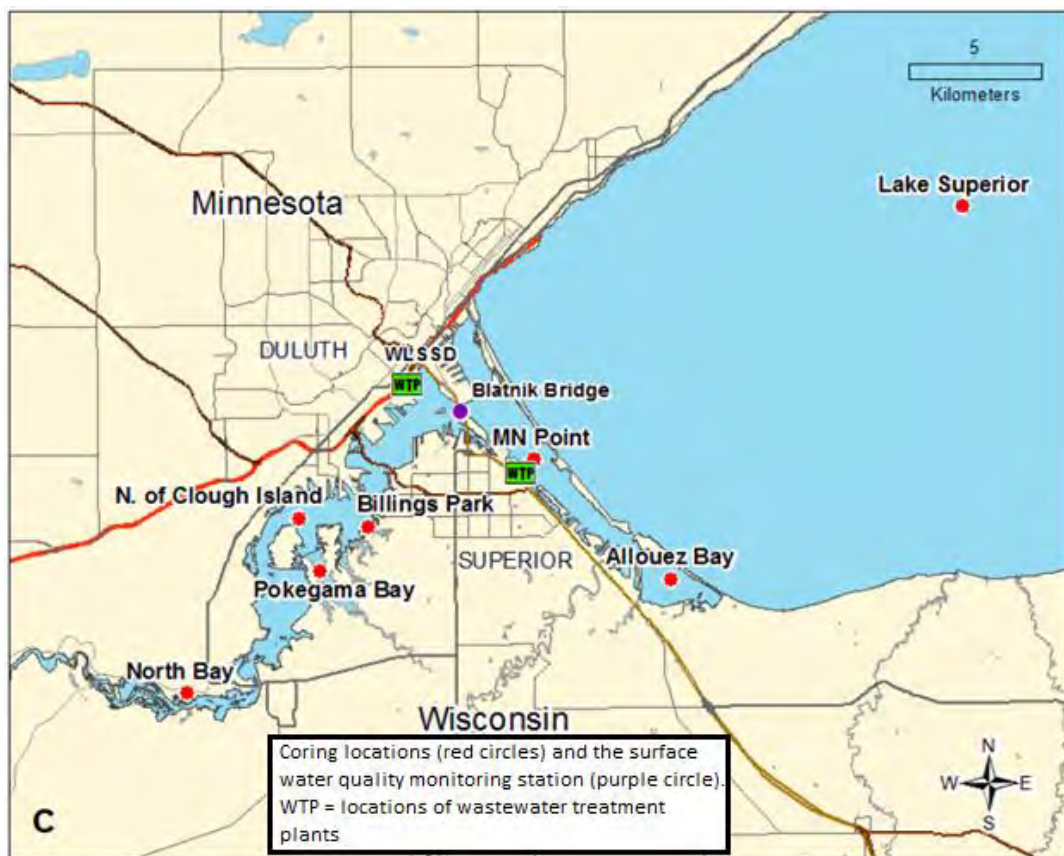 5
Kilometers
Lake Superior
Minnesota
DULUTH
WLSSD
WTP
Blatnik Bridge
MN Point
WTP
N. of Clough Island
Billings Park
SUPERIOR
Allouez Bay
Pokegama Bay
North Bay
Wisconsin
Coring locations (red circles) and the surface
water quality monitoring station (purple circle).
WTP = locations of wastewater treatment
plants
N
W
E
S
C